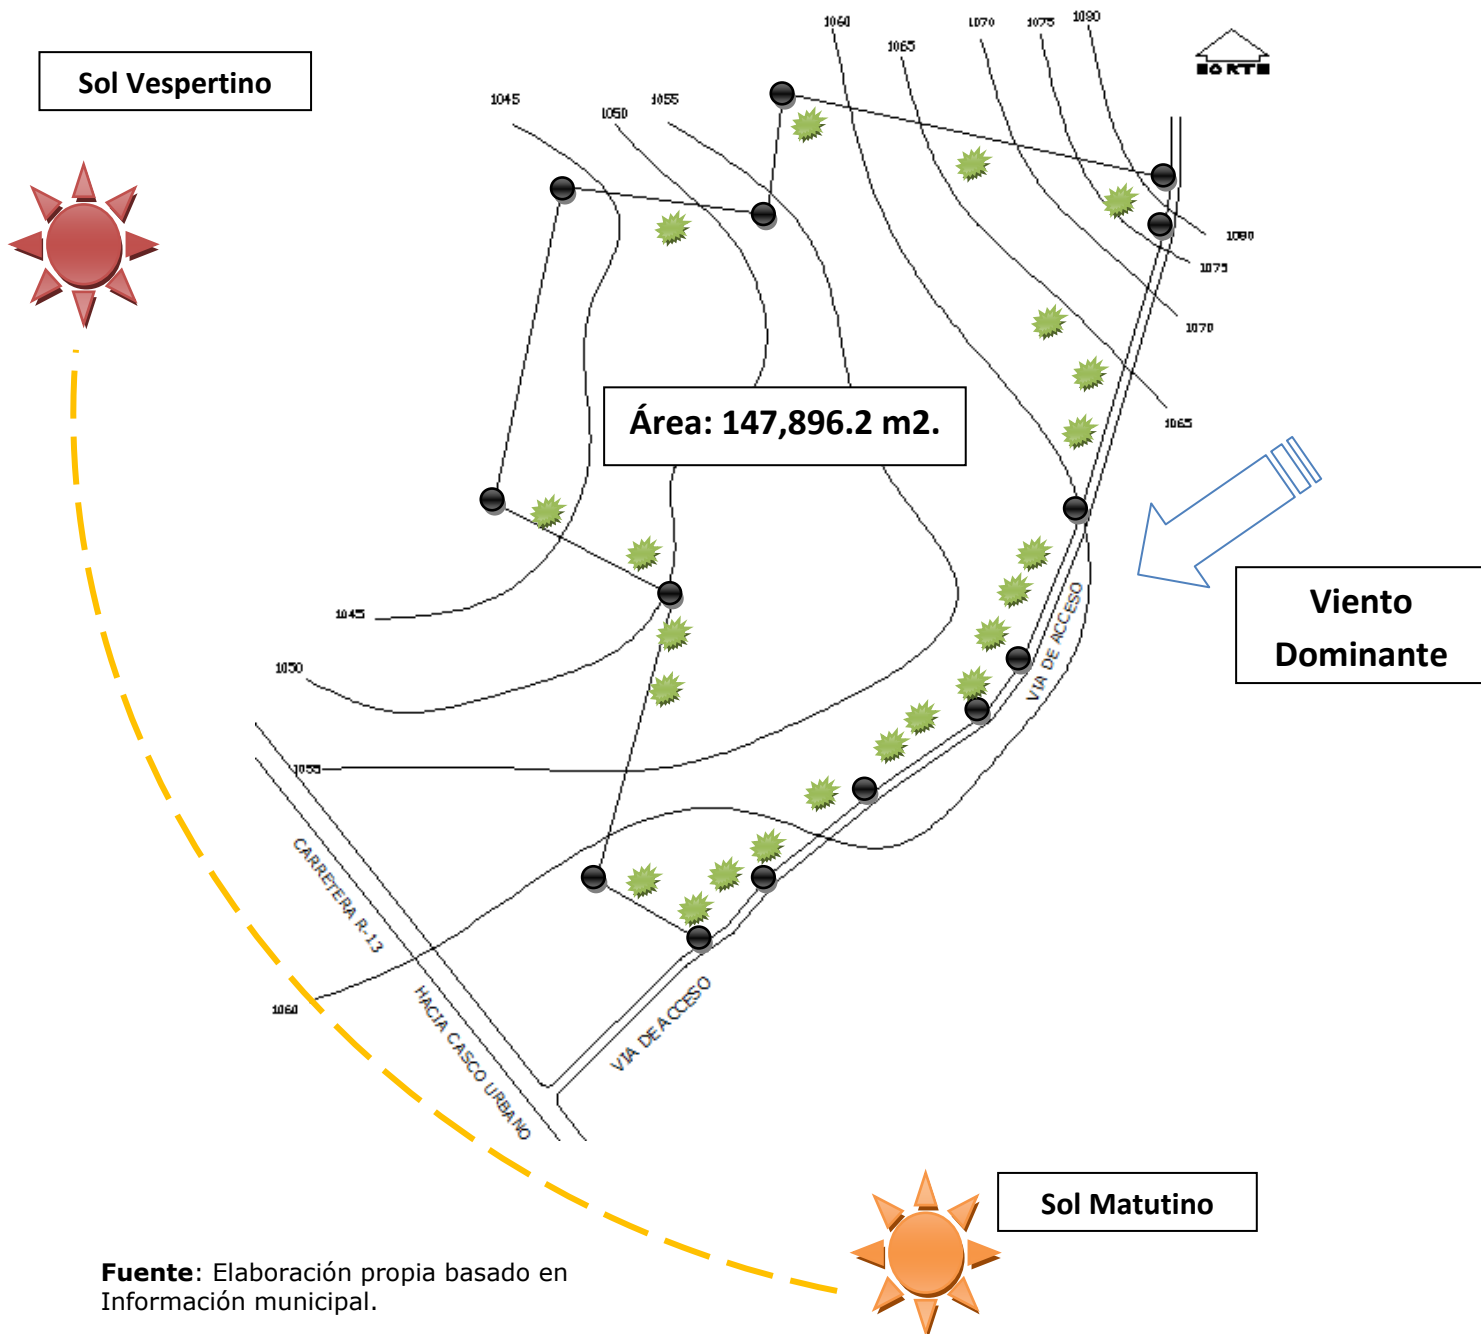 1060
1065
1070
1075
1080
NORTE
Sol Vespertino
1045
1050
1055
1080
1075
1070
1065
Área: 147,896.2 m2.
Viento
Dominante
VIA DE ACCESO
1045
1050
1055
1060
CARRETERA R-13
HACIA CASCO URBANO
VIA DE ACCESO
Sol Matutino
Fuente: Elaboración propia basado en
Información municipal.